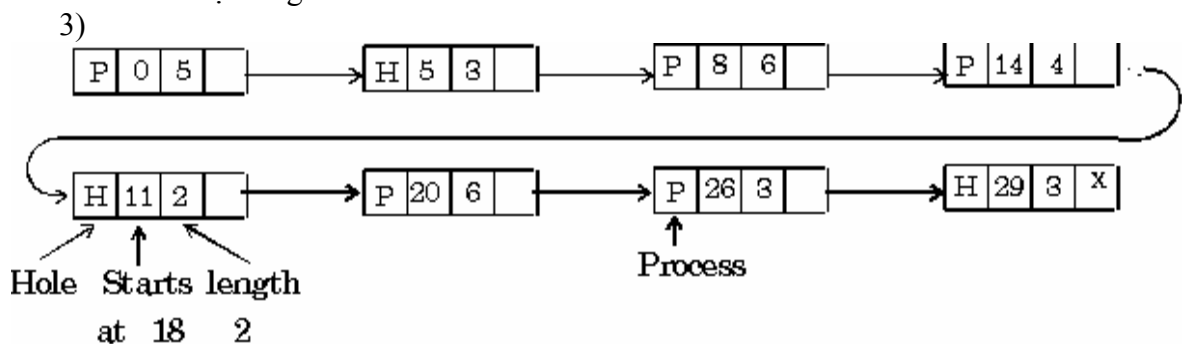 3)
P 0 5 H 5 3 P 8 6 P 14 4
H 11 2 P 20 6 P 26 3 H 29 3 X
Hole Starts length Process
at 18 2